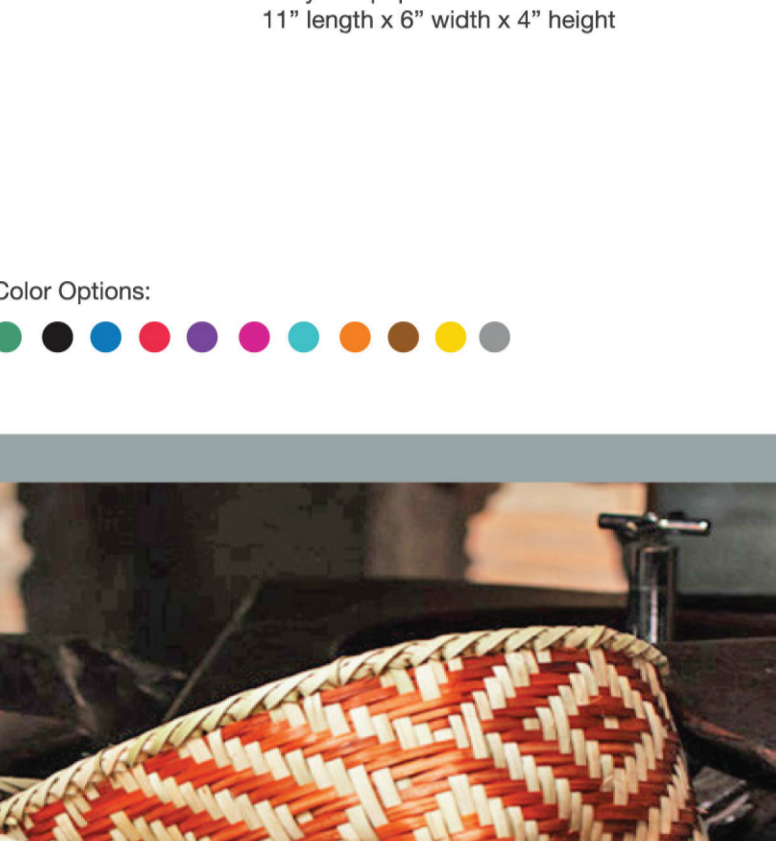 11” length x 6” width x 4” height
Color Options: